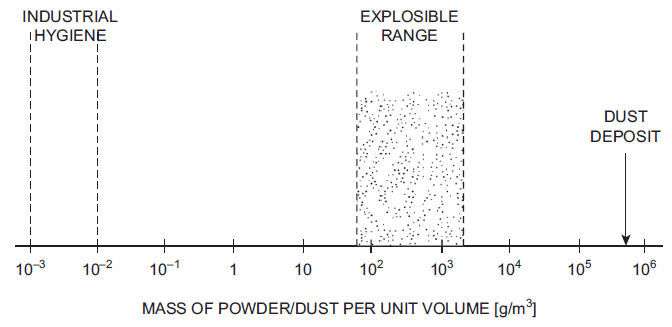 INDUSTRIAL
HYGIENE
EXPLOSIBLE
RANGE
DUST
DEPOSIT
10⁻³ 10⁻² 10⁻¹ 1 10 10² 10³ 10⁴ 10⁵ 10⁶
MASS OF POWDER/DUST PER UNIT VOLUME [g/m³]